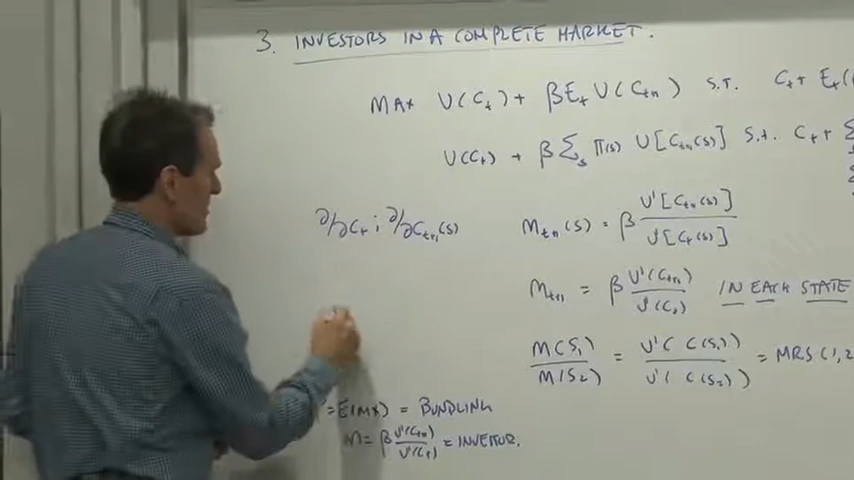 3. INVESTORS IN A COMPLETE MARKET.
MAX U(Ct) + βEt U(Ct+1) S.T. Ct + Et(
U(Ct) + β Σs π(s) U[Ct+1(s)] s.t. Ct + Σ
∂/∂Ct ; ∂/∂Ct+1(s) Mt+1(s) = β U'[Ct+1(s)] / U'[Ct(s)]
Mt+1 = β U'(Ct+1) / U'(Ct) IN EACH STATE
M(S1) / M(S2) = U'( C(S1)) / U'( C(S2)) = MRS(1,2
= E(MX) = BUNDLING
M = β U'(Ct+1) / U'(Ct) = INVESTOR.